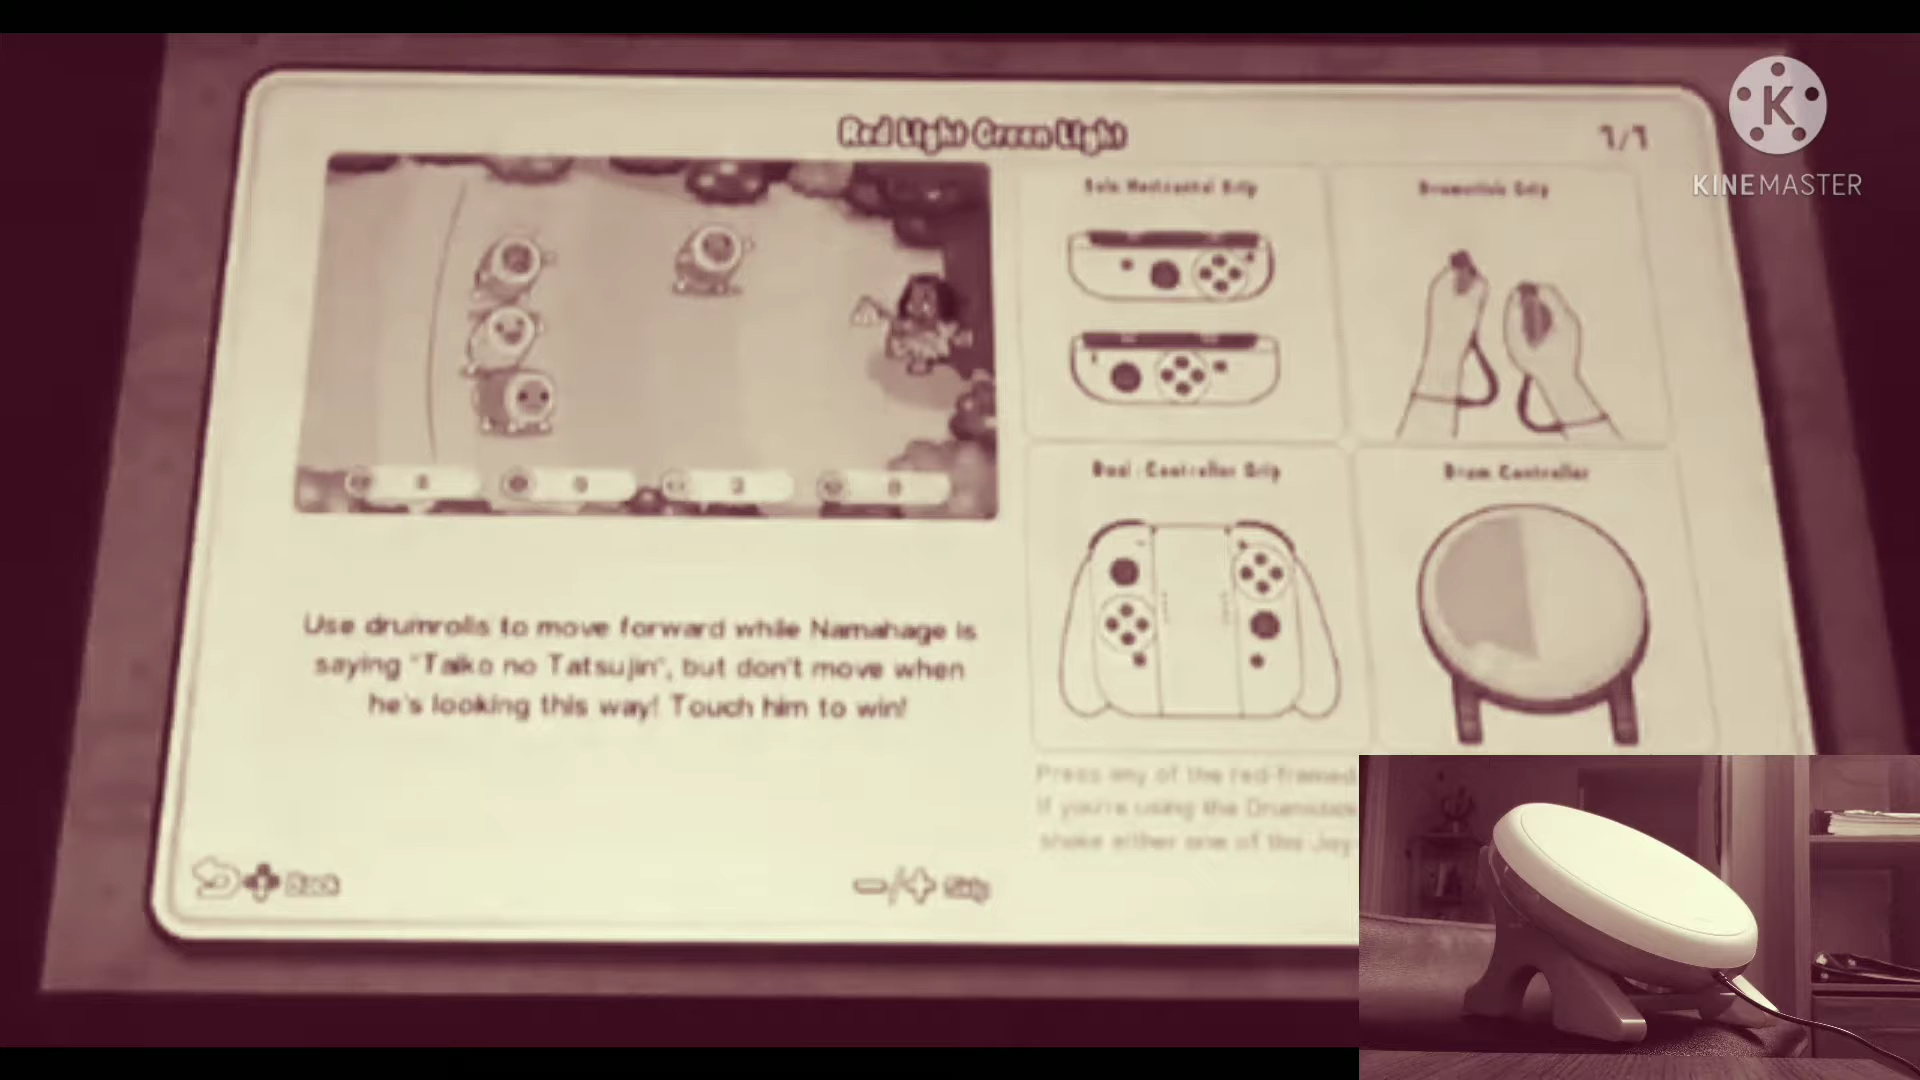 Red Light Green Light
1/1
KINEMASTER
Solo Horizontal Grip
Drumstick Grip
Dual Controller Grip
Drum Controller
Use drumrolls to move forward while Namahage is
saying "Taiko no Tatsujin", but don't move when
he's looking this way! Touch him to win!
Press any of the red-framed
If you're using the Drumstick
shake either one of the Joy-
Back
Skip